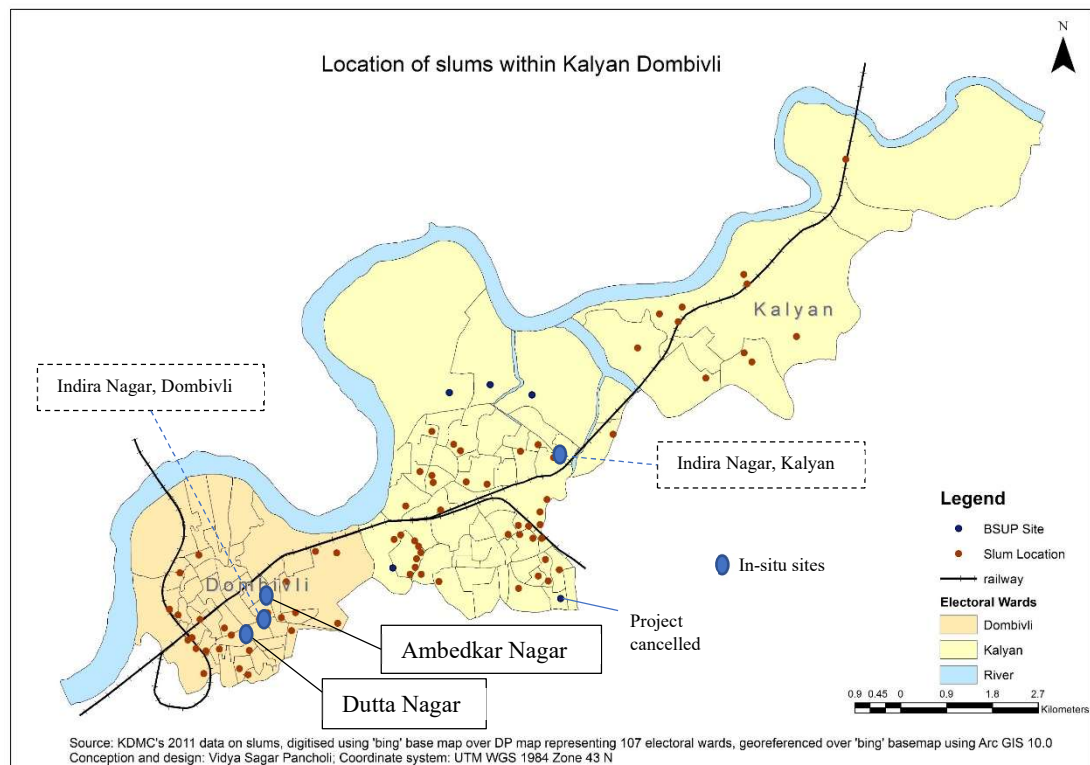 Location of slums within Kalyan Dombivli
N
Kalyan
Indira Nagar, Dombivli
Indira Nagar, Kalyan
Legend
BSUP Site
Slum Location
railway
Electoral Wards
Dombivli
Kalyan
River
In-situ sites
Dombivli
Project
cancelled
Ambedkar Nagar
Dutta Nagar
0.9 0.45 0 0.9 1.8 2.7
Kilometers
Source: KDMC's 2011 data on slums, digitised using 'bing' base map over DP map representing 107 electoral wards, georeferenced over 'bing' basemap using Arc GIS 10.0
Conception and design: Vidya Sagar Pancholi; Coordinate system: UTM WGS 1984 Zone 43 N